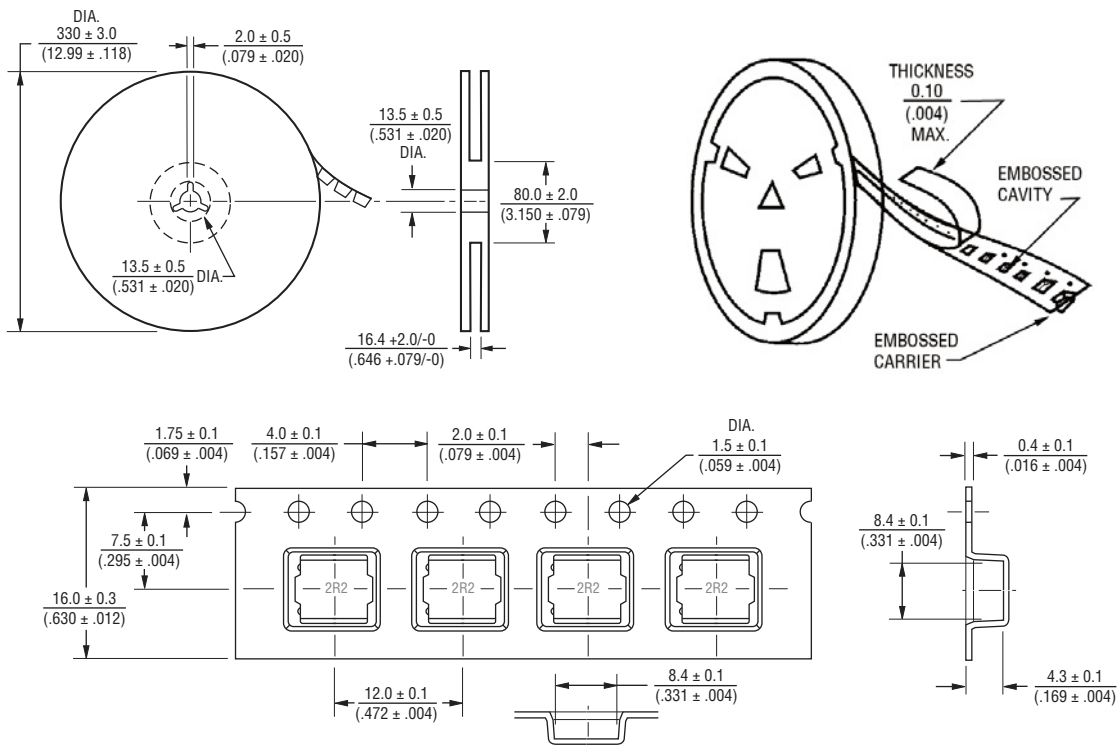 DIA.
330 ± 3.0
(12.99 ± .118)
2.0 ± 0.5
(.079 ± .020)
13.5 ± 0.5
(.531 ± .020)
DIA.
80.0 ± 2.0
(3.150 ± .079)
13.5 ± 0.5
(.531 ± .020)
DIA.
16.4 +2.0/-0
(.646 +.079/-0)
THICKNESS
0.10
(.004)
MAX.
EMBOSSED
CAVITY
EMBOSSED
CARRIER
1.75 ± 0.1
(.069 ± .004)
4.0 ± 0.1
(.157 ± .004)
2.0 ± 0.1
(.079 ± .004)
DIA.
1.5 ± 0.1
(.059 ± .004)
0.4 ± 0.1
(.016 ± .004)
7.5 ± 0.1
(.295 ± .004)
8.4 ± 0.1
(.331 ± .004)
16.0 ± 0.3
(.630 ± .012)
2R2 2R2 2R2 2R2
12.0 ± 0.1
(.472 ± .004)
8.4 ± 0.1
(.331 ± .004)
4.3 ± 0.1
(.169 ± .004)